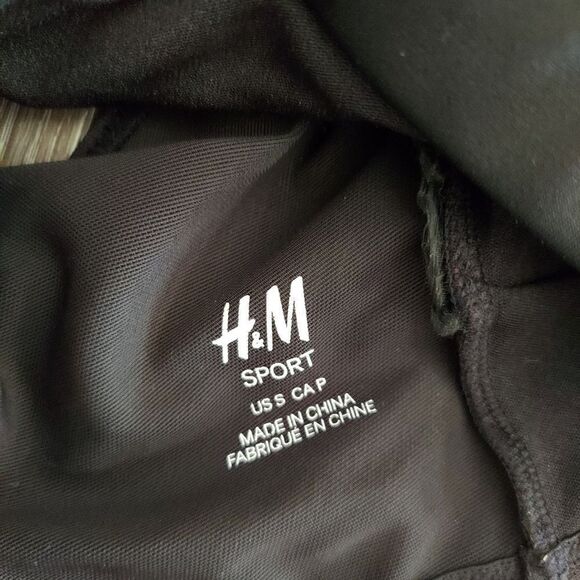 H&M
SPORT
US S CA P
MADE IN CHINA
FABRIQUÉ EN CHINE